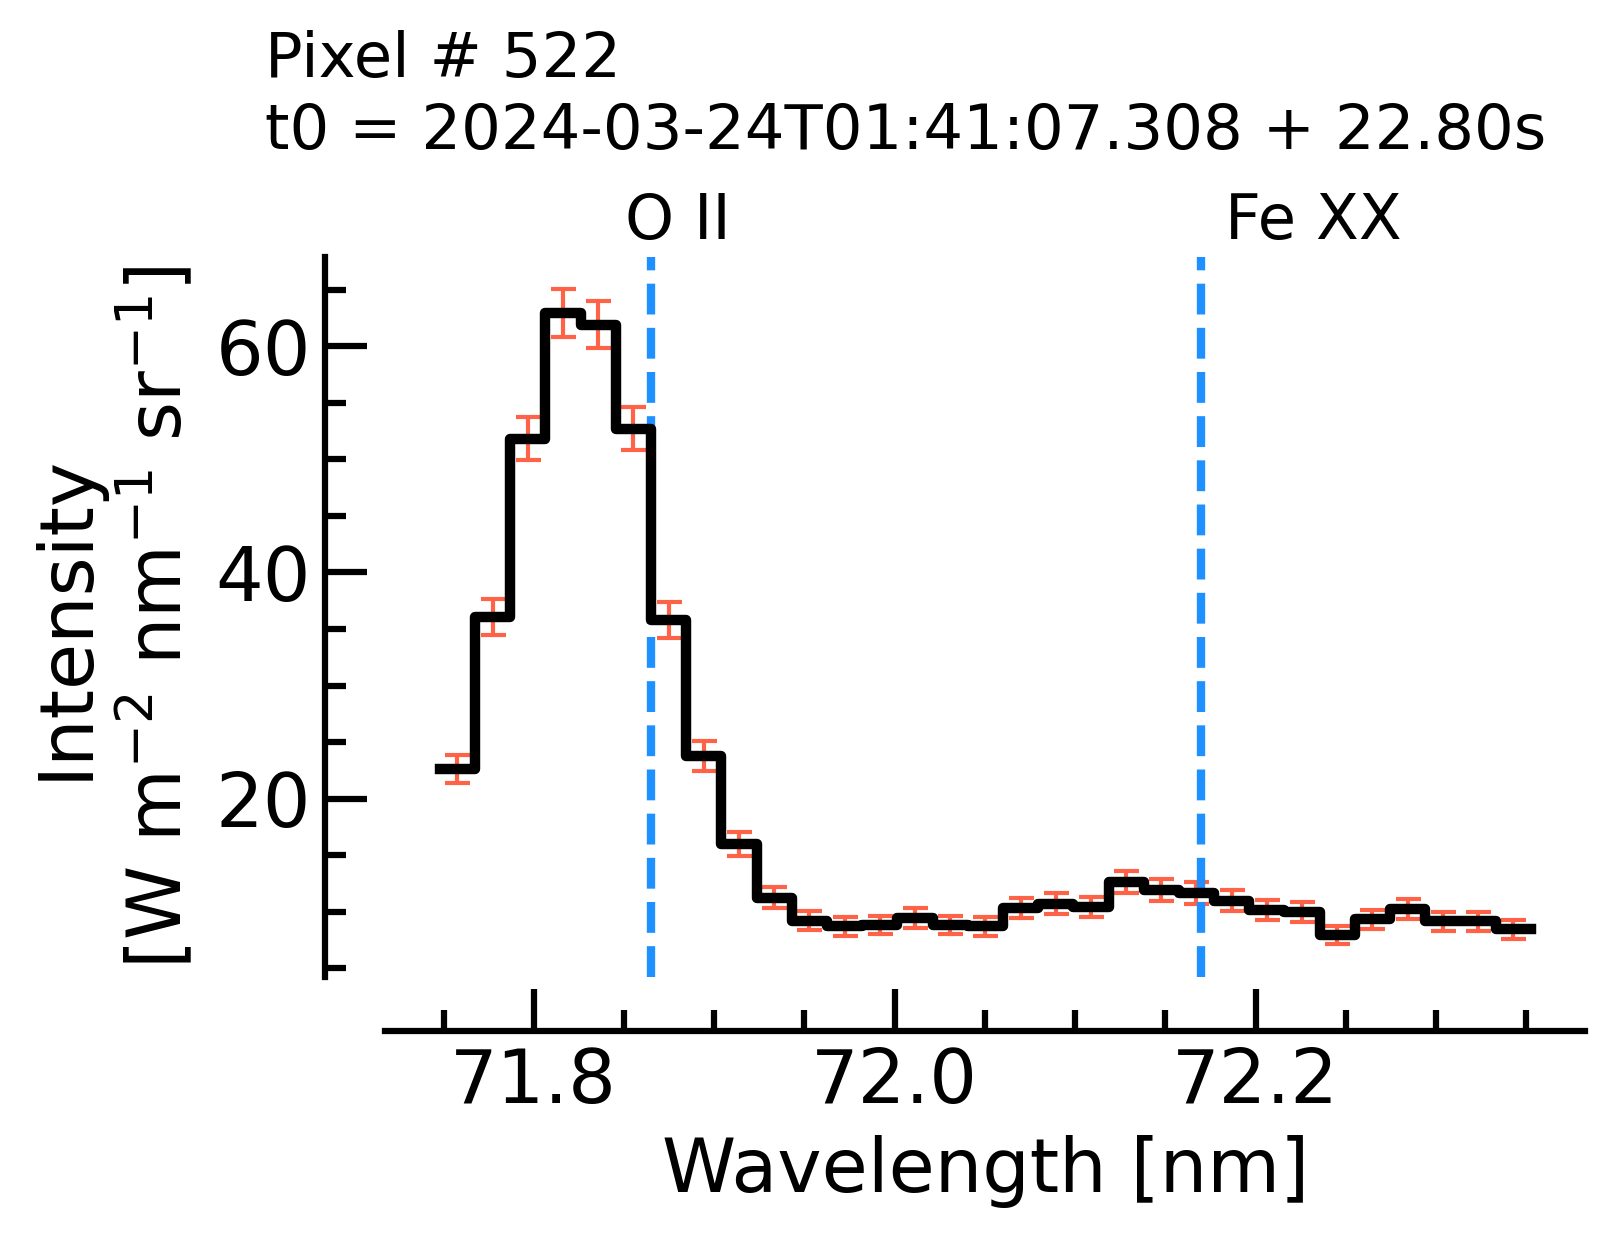 Pixel # 522
t0 = 2024-03-24T01:41:07.308 + 22.80s
O II
Fe XX
Intensity
[W m⁻² nm⁻¹ sr⁻¹]
60
40
20
71.8 72.0 72.2
Wavelength [nm]